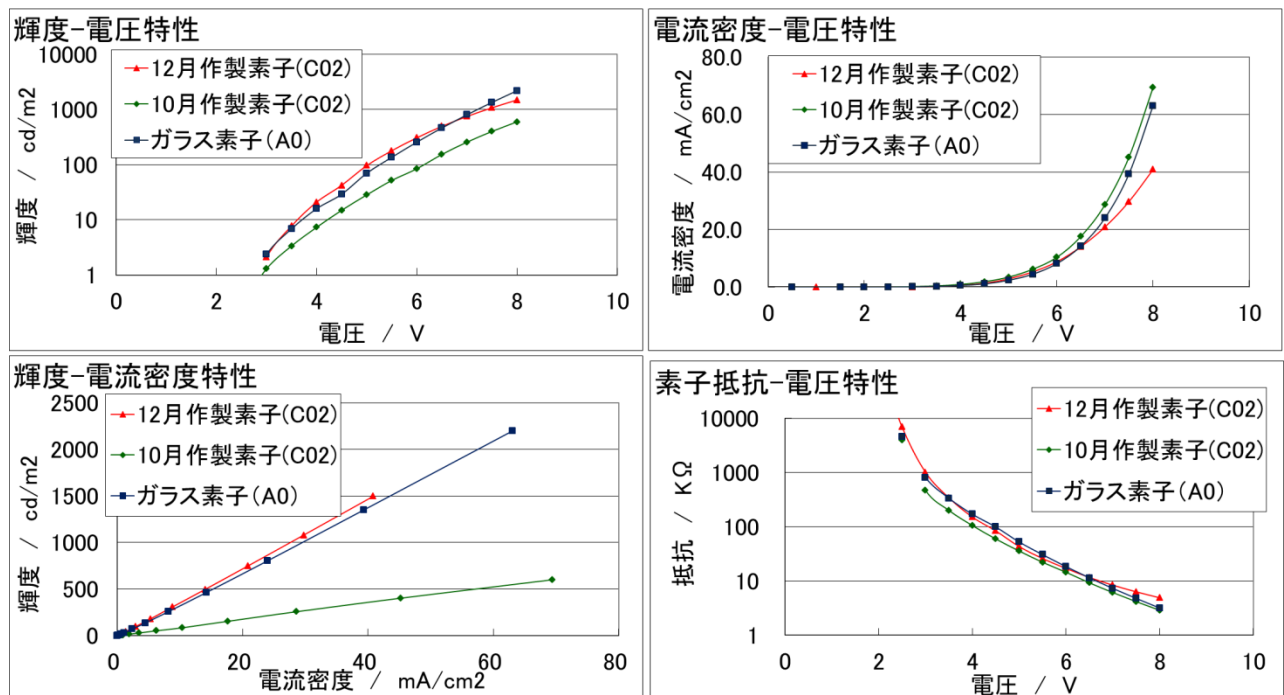 輝度-電圧特性
10000
1000
100
10
1
輝度 / cd/m2
12月作製素子(C02)
10月作製素子(C02)
ガラス素子(A0)
0 2 4 6 8 10
電圧 / V
電流密度-電圧特性
80.0
60.0
40.0
20.0
0.0
電流密度 / mA/cm2
12月作製素子(C02)
10月作製素子(C02)
ガラス素子(A0)
0 2 4 6 8 10
電圧 / V
輝度-電流密度特性
2500
2000
1500
1000
500
0
輝度 / cd/m2
12月作製素子(C02)
10月作製素子(C02)
ガラス素子(A0)
0 20 40 60 80
電流密度 / mA/cm2
素子抵抗-電圧特性
10000
1000
100
10
1
抵抗 / KΩ
12月作製素子(C02)
10月作製素子(C02)
ガラス素子(A0)
0 2 4 6 8 10
電圧 / V